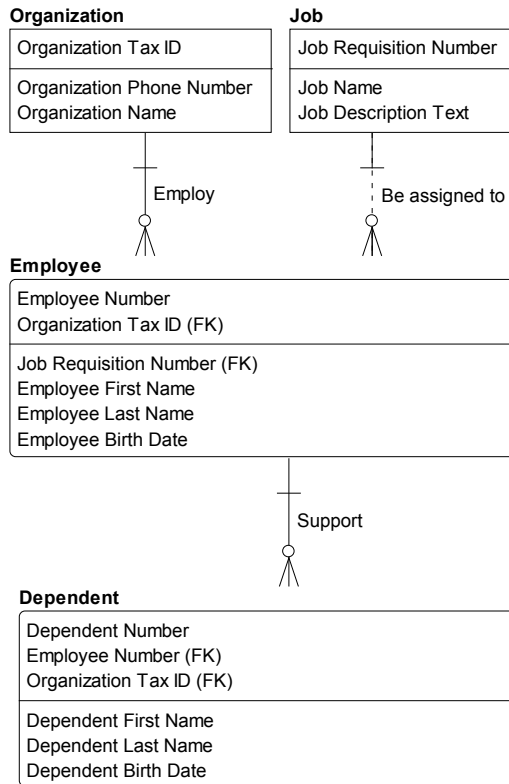 Organization
Organization Tax ID
Organization Phone Number
Organization Name
Job
Job Requisition Number
Job Name
Job Description Text
Employ
Be assigned to
Employee
Employee Number
Organization Tax ID (FK)
Job Requisition Number (FK)
Employee First Name
Employee Last Name
Employee Birth Date
Support
Dependent
Dependent Number
Employee Number (FK)
Organization Tax ID (FK)
Dependent First Name
Dependent Last Name
Dependent Birth Date